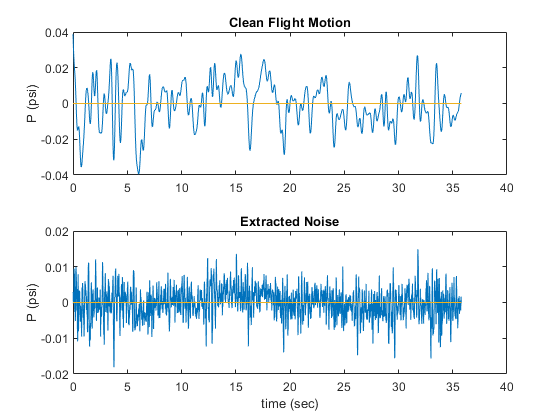 Clean Flight Motion
0.04
0.02
0
-0.02
-0.04
P (psi)
0 5 10 15 20 25 30 35 40
Extracted Noise
0.02
0.01
0
-0.01
-0.02
P (psi)
0 5 10 15 20 25 30 35 40
time (sec)